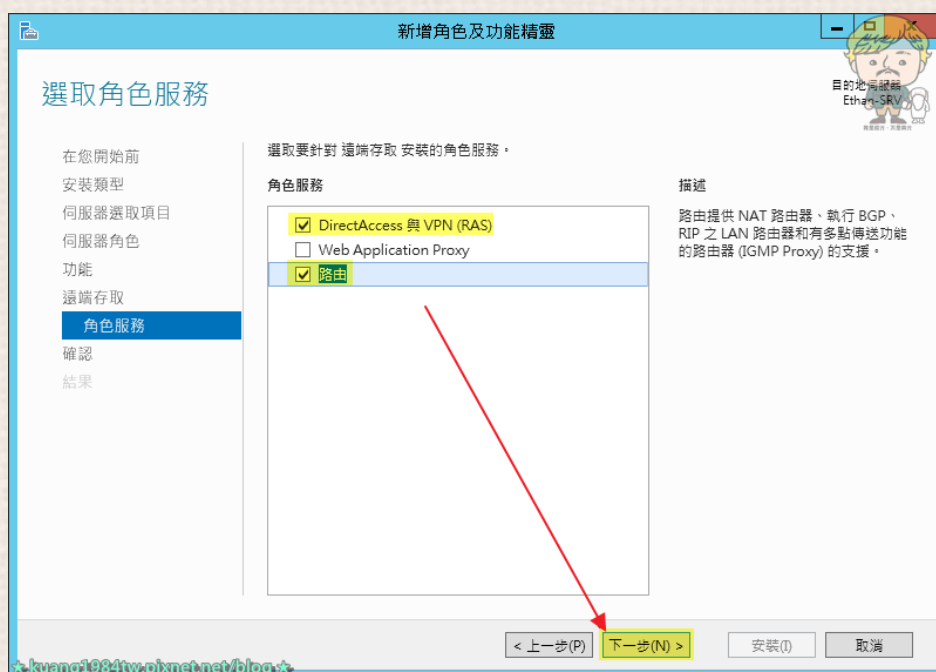 新增角色及功能精靈
選取角色服務
目的地伺服器
Ethan-SRV
在您開始前
安裝類型
伺服器選取項目
伺服器角色
功能
遠端存取
角色服務
確認
結果
選取要針對 遠端存取 安裝的角色服務。
角色服務
DirectAccess 與 VPN (RAS)
Web Application Proxy
路由
描述
路由提供 NAT 路由器、執行 BGP、
RIP 之 LAN 路由器和有多點傳送功能
的路由器 (IGMP Proxy) 的支援。
< 上一步(P)
下一步(N) >
安裝(I)
取消
★ kuang1984tw.pixnet.net/blog ★